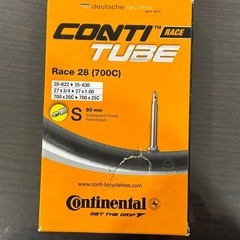 deutsche technik
CONTI RACE
TUBE
Race 28 (700C)
20-622 ▸ 25-630
27 x 3/4 ▸ 27 x 1.00
700 x 20C ▸ 700 x 25C
S 60 mm
www.conti-bicycletires.com
Continental
GET THE GRIP